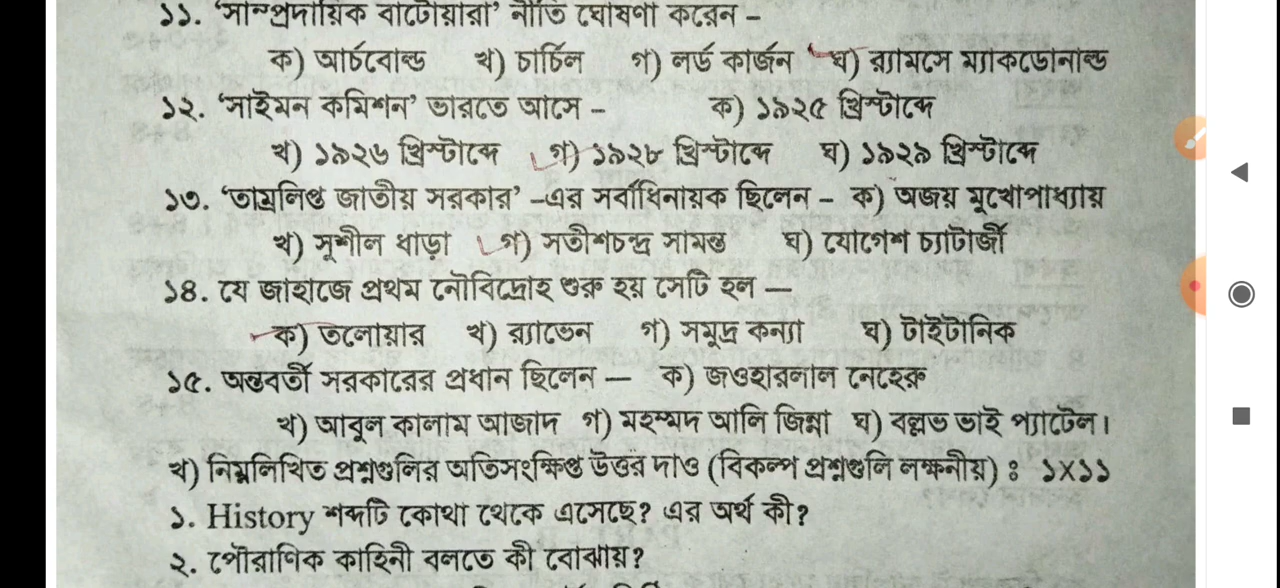 ১১. ‘সাম্প্রদায়িক বাটোয়ারা’ নীতি ঘোষণা করেন –
ক) আর্চবোল্ড খ) চার্চিল গ) লর্ড কার্জন ঘ) র‍্যামসে ম্যাকডোনাল্ড
১২. ‘সাইমন কমিশন’ ভারতে আসে – ক) ১৯২৫ খ্রিস্টাব্দে
খ) ১৯২৬ খ্রিস্টাব্দে গ) ১৯২৮ খ্রিস্টাব্দে ঘ) ১৯২৯ খ্রিস্টাব্দে
১৩. ‘তাম্রলিপ্ত জাতীয় সরকার’ –এর সর্বাধিনায়ক ছিলেন – ক) অজয় মুখোপাধ্যায়
খ) সুশীল ধাড়া গ) সতীশচন্দ্র সামন্ত ঘ) যোগেশ চ্যাটার্জী
১৪. যে জাহাজে প্রথম নৌবিদ্রোহ শুরু হয় সেটি হল —
ক) তলোয়ার খ) র‍্যাভেন গ) সমুদ্র কন্যা ঘ) টাইটানিক
১৫. অন্তবর্তী সরকারের প্রধান ছিলেন — ক) জওহারলাল নেহেরু
খ) আবুল কালাম আজাদ গ) মহম্মদ আলি জিন্না ঘ) বল্লভ ভাই প্যাটেল।
খ) নিম্নলিখিত প্রশ্নগুলির অতিসংক্ষিপ্ত উত্তর দাও (বিকল্প প্রশ্নগুলি লক্ষনীয়) ঃ ১X১১
১. History শব্দটি কোথা থেকে এসেছে? এর অর্থ কী?
২. পৌরাণিক কাহিনী বলতে কী বোঝায়?